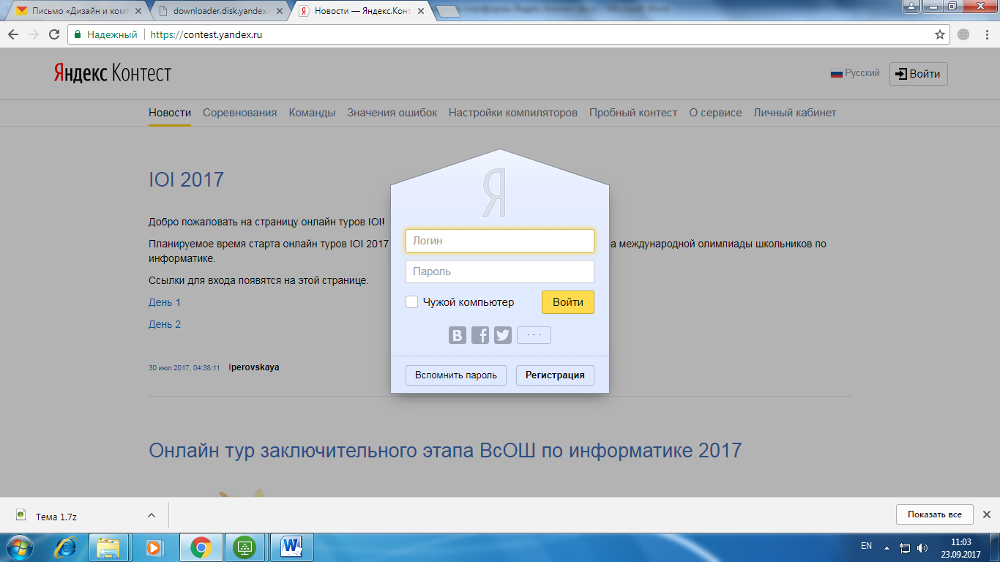 Письмо «Дизайн и комп
downloader.disk.yandex.
Новости — Яндекс.Конт
Надежный
https://contest.yandex.ru
Яндекс Контест
Русский
Войти
Новости Соревнования Команды Значения ошибок Настройки компиляторов Пробный контест О сервисе Личный кабинет
IOI 2017
Добро пожаловать на страницу онлайн туров IOI!
Планируемое время старта онлайн туров IOI 2017
а международной олимпиады школьников по
информатике.
Ссылки для входа появятся на этой странице.
День 1
День 2
30 июл 2017, 04:38:11 Iperovskaya
Я
Логин
Пароль
Чужой компьютер
Войти
. . .
Вспомнить пароль
Регистрация
Онлайн тур заключительного этапа ВсОШ по информатике 2017
Тема 1.7z
Показать все
EN
11:03
23.09.2017